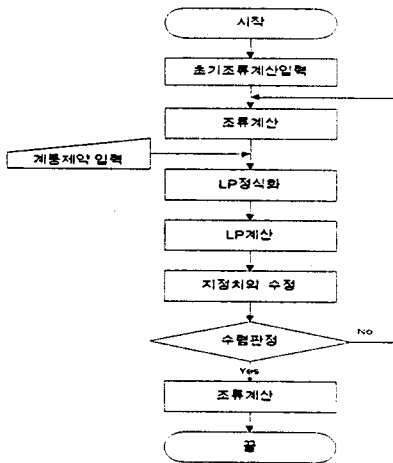 시작
초기조류계산입력
조류계산
계통제약 입력
LP정식화
LP계산
지정치의 수정
수렴판정
No
Yes
조류계산
끝